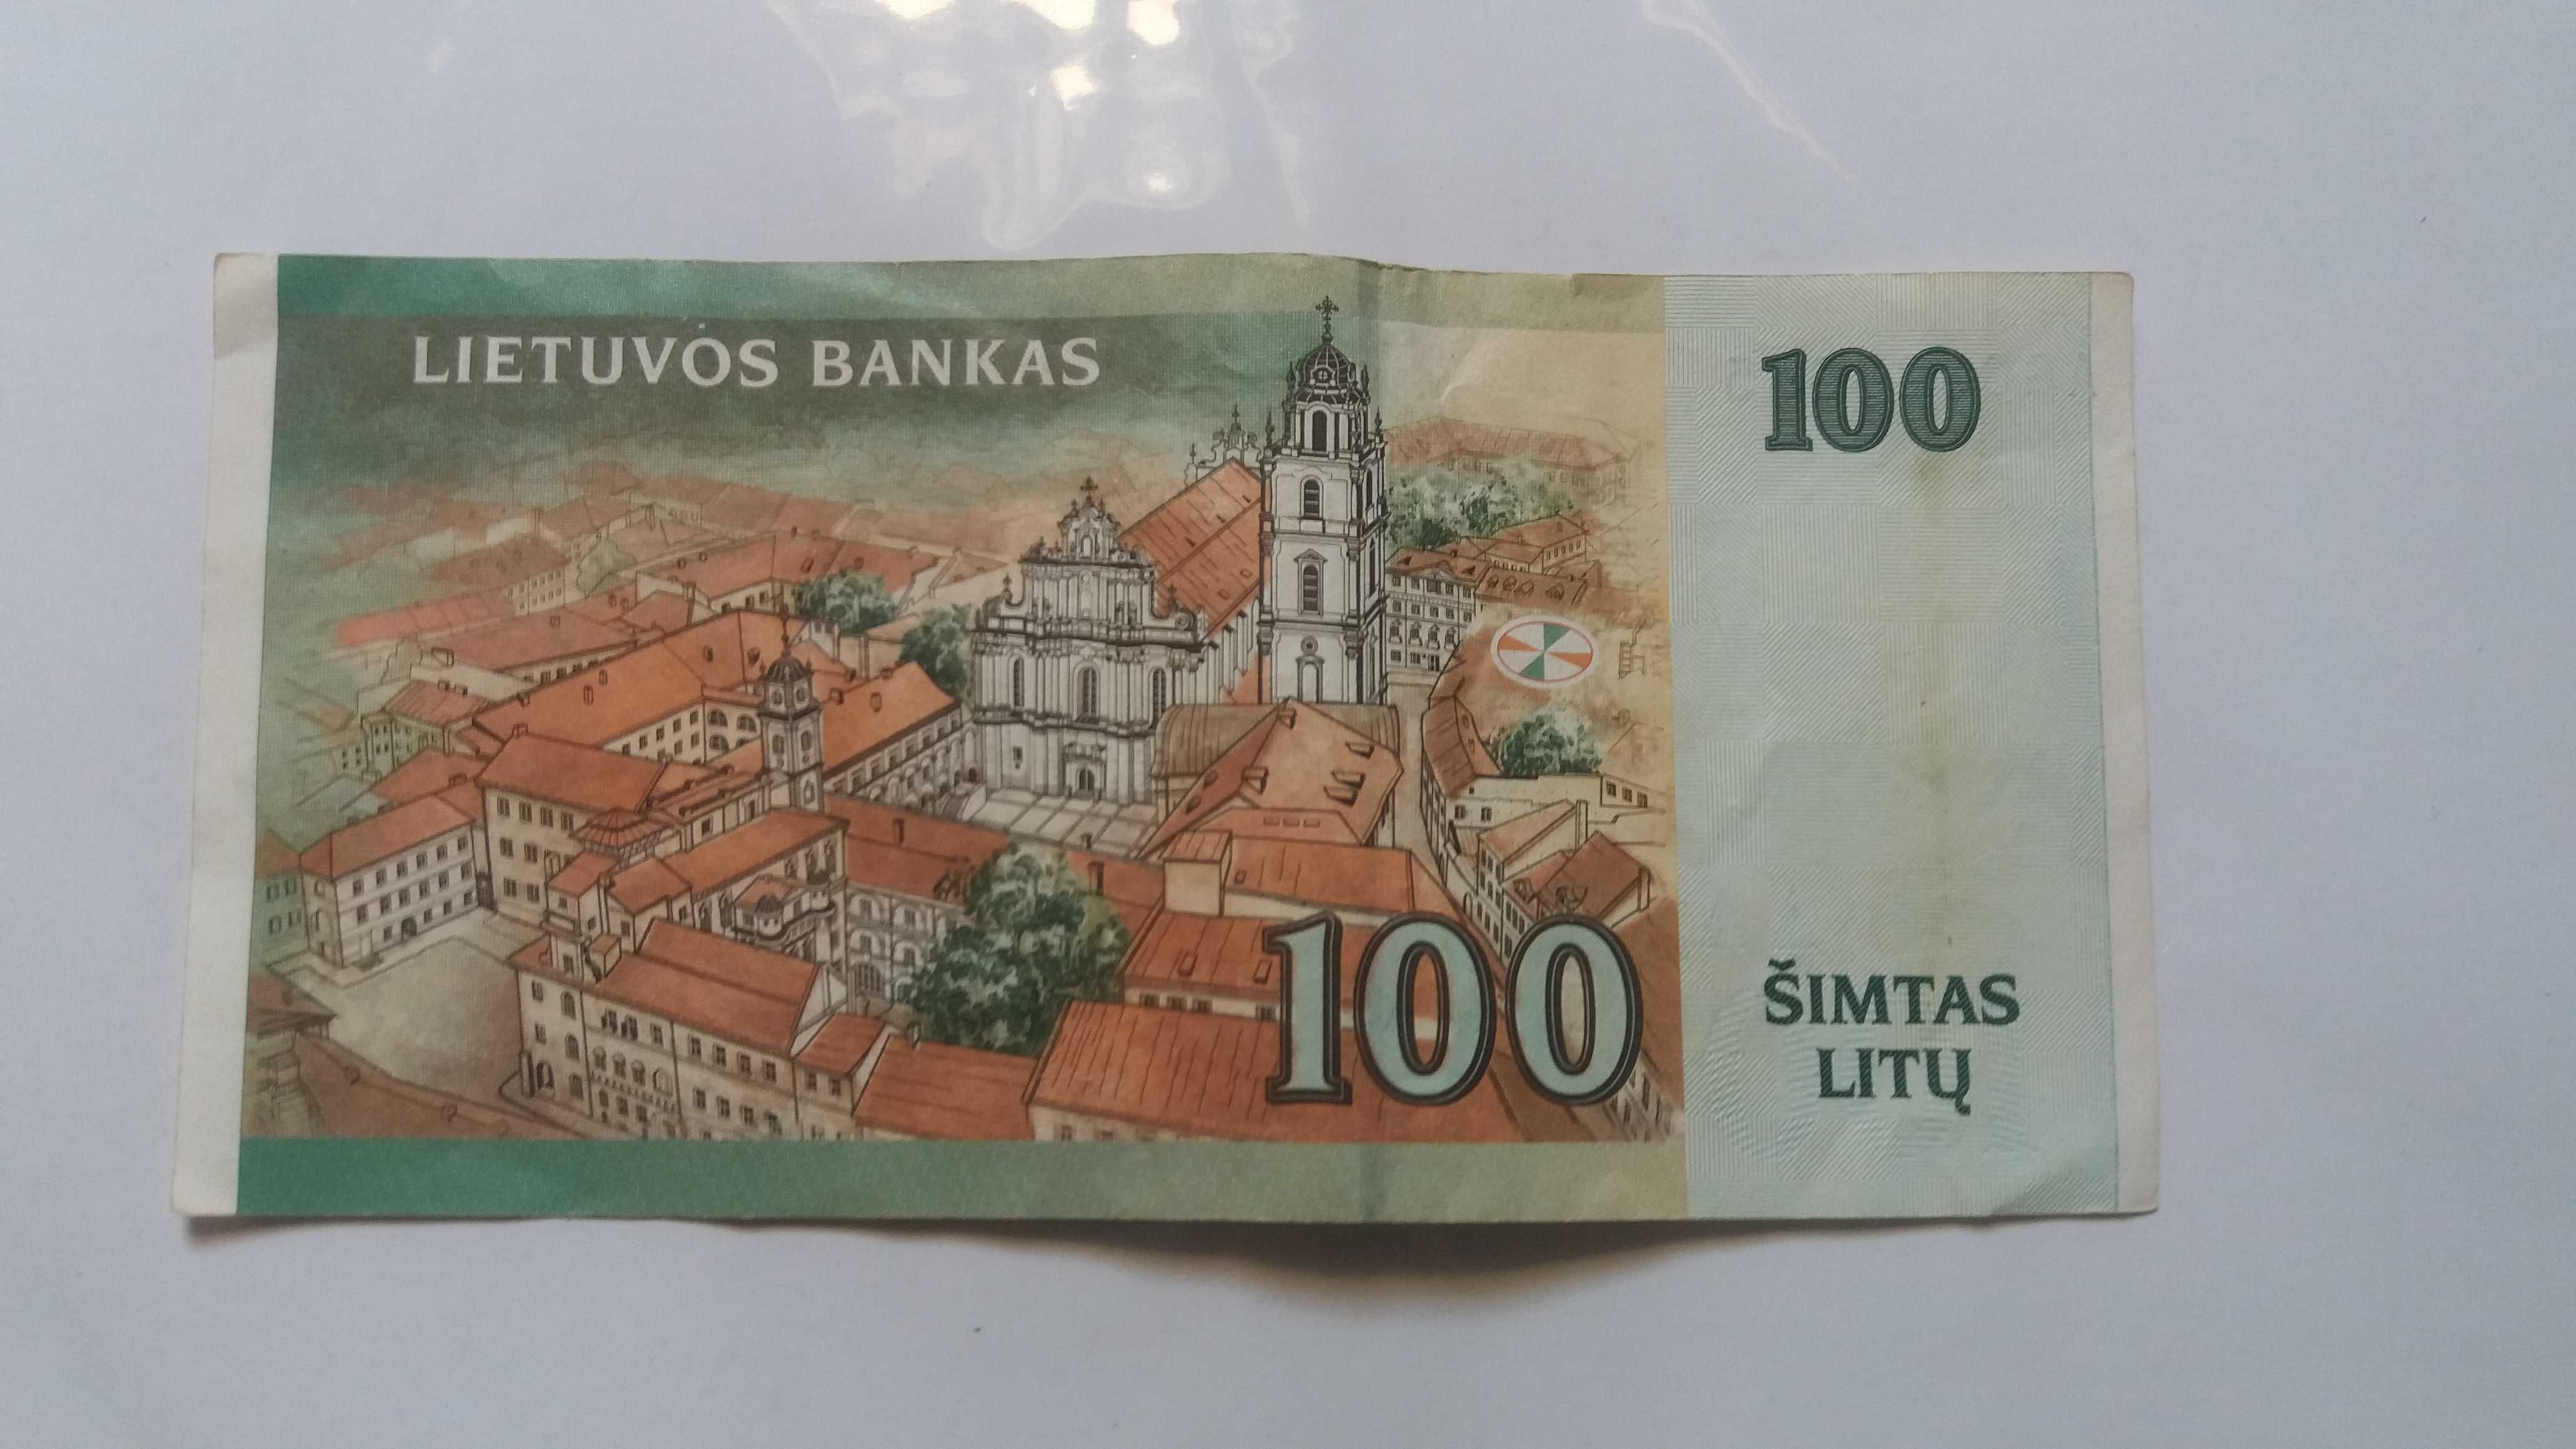 LIETUVOS BANKAS
100
100
ŠIMTAS
LITŲ